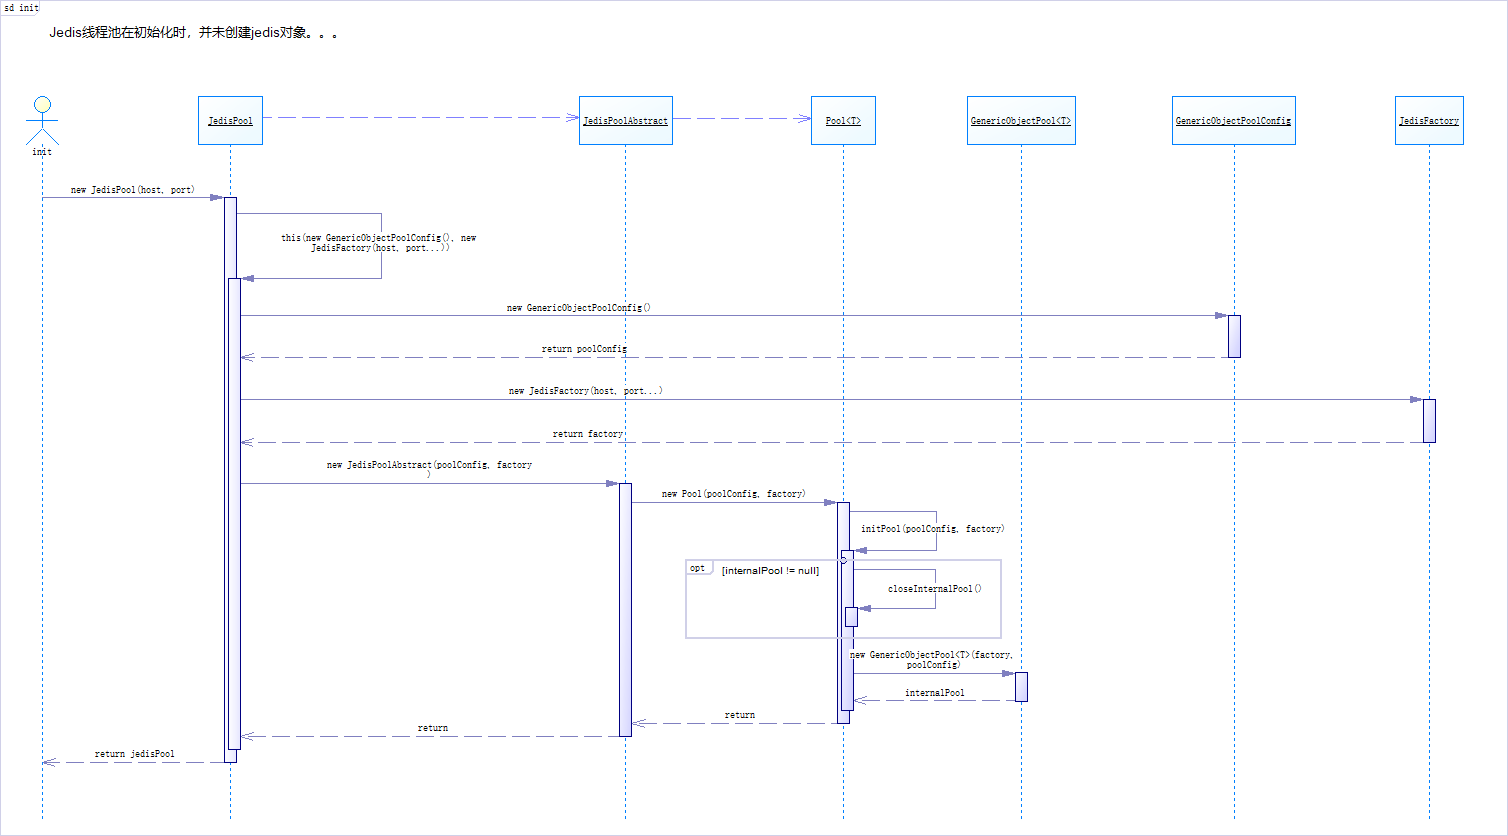 sd init
Jedis线程池在初始化时，并未创建jedis对象。。。
init
JedisPool
JedisPoolAbstract
Pool<T>
GenericObjectPool<T>
GenericObjectPoolConfig
JedisFactory
new JedisPool(host, port)
this(new GenericObjectPoolConfig(), new
JedisFactory(host, port...))
new GenericObjectPoolConfig()
return poolConfig
new JedisFactory(host, port...)
return factory
new JedisPoolAbstract(poolConfig, factory
)
new Pool(poolConfig, factory)
initPool(poolConfig, factory)
opt
[internalPool != null]
closeInternalPool()
new GenericObjectPool<T>(factory,
poolConfig)
internalPool
return
return
return jedisPool